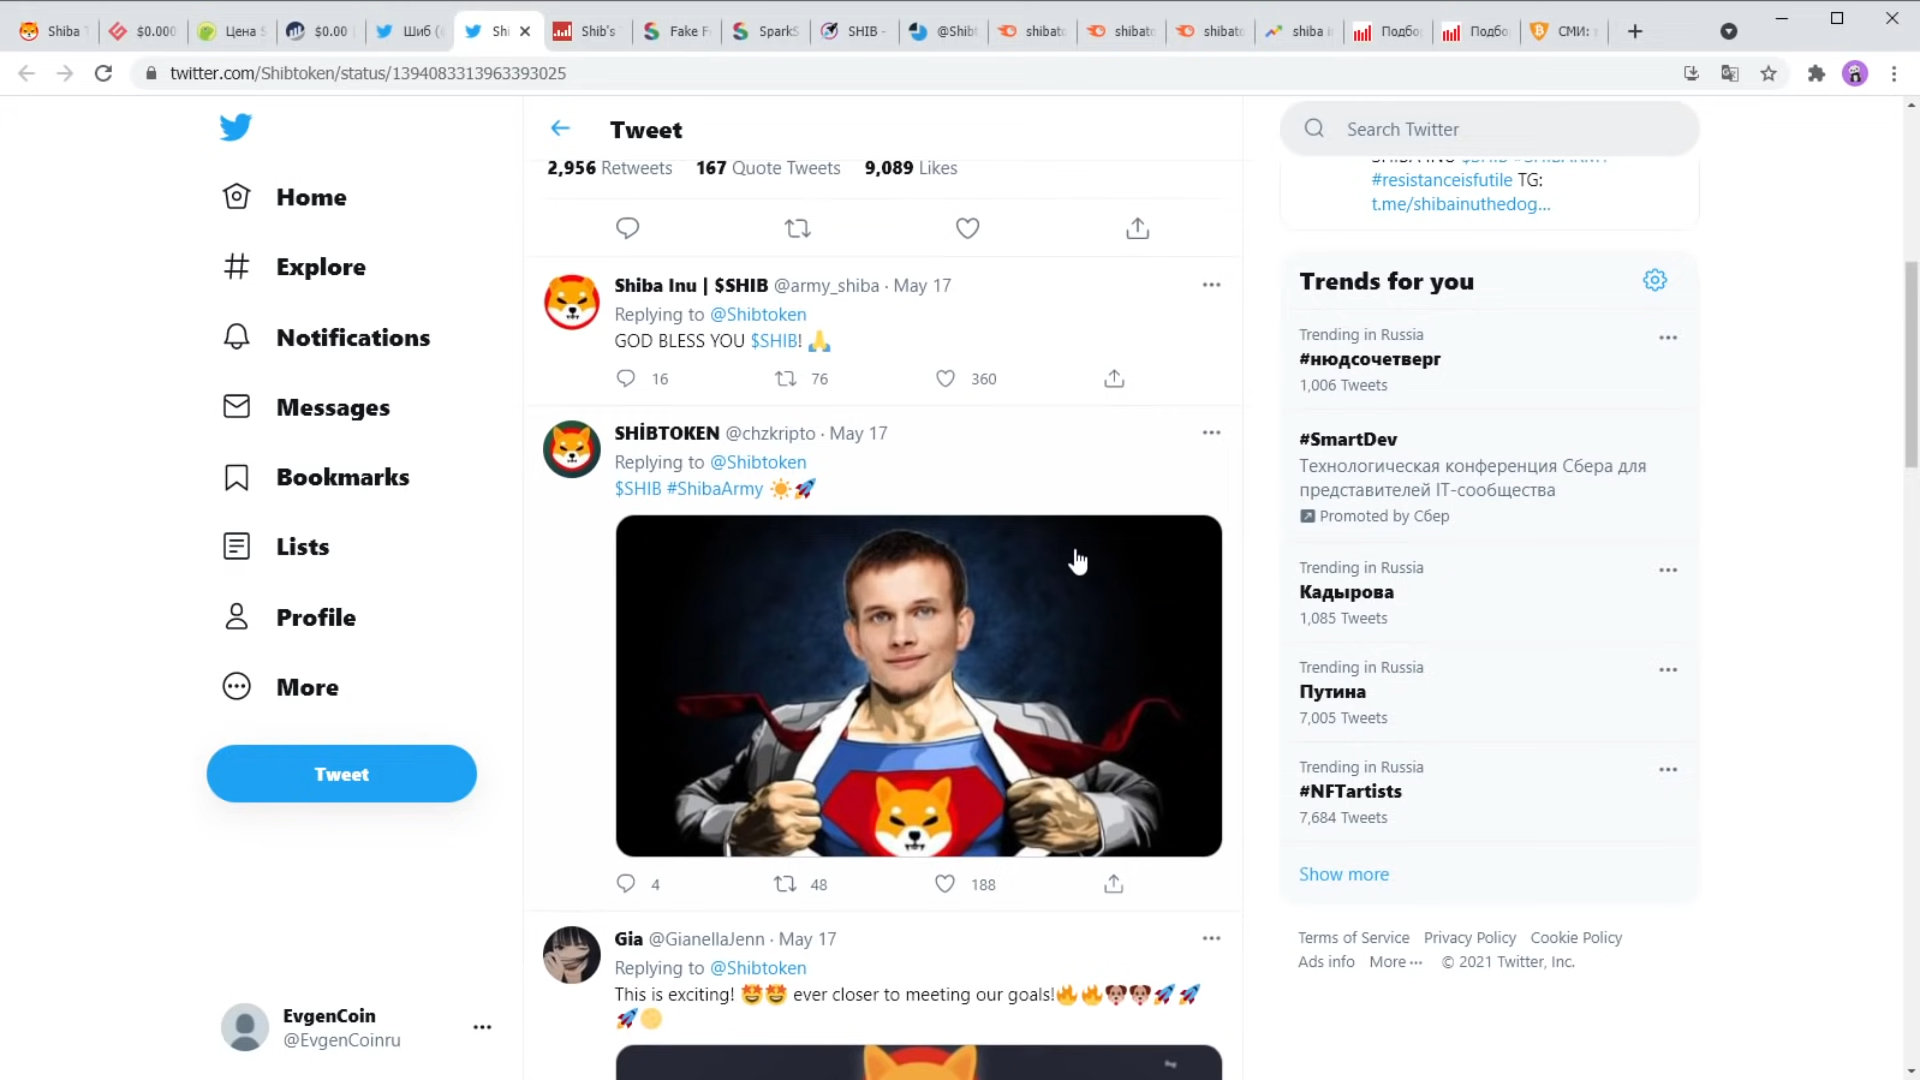 Shiba
$0.000
Цена S
$0.00
Шиб (
Shi
Shib's
Fake F
SparkS
SHIB -
@Shibt
shibato
shibato
shibato
shiba i
Подбо
Подбо
СМИ:
twitter.com/Shibtoken/status/1394083313963393025
Home
Explore
Notifications
Messages
Bookmarks
Lists
Profile
More
Tweet
EvgenCoin
@EvgenCoinru
Tweet
2,956 Retweets 167 Quote Tweets 9,089 Likes
Shiba Inu | $SHIB @army_shiba · May 17
Replying to @Shibtoken
GOD BLESS YOU $SHIB! 🙏
16 76 360
SHİBTOKEN @chzkripto · May 17
Replying to @Shibtoken
$SHIB #ShibaArmy ☀️🚀
4 48 188
Gia @GianellaJenn · May 17
Replying to @Shibtoken
This is exciting! 🤩🤩 ever closer to meeting our goals!🔥🔥🐶🐶🚀🚀
🚀🌕
Search Twitter
SHIBA INU $SHIB #SHIBARMY
#resistanceisfutile TG:
t.me/shibainuthedog...
Trends for you
Trending in Russia
#нюдсочетверг
1,006 Tweets
#SmartDev
Технологическая конференция Сбера для
представителей IT-сообщества
Promoted by Сбер
Trending in Russia
Кадырова
1,085 Tweets
Trending in Russia
Путина
7,005 Tweets
Trending in Russia
#NFTartists
7,684 Tweets
Show more
Terms of Service Privacy Policy Cookie Policy
Ads info More ··· © 2021 Twitter, Inc.